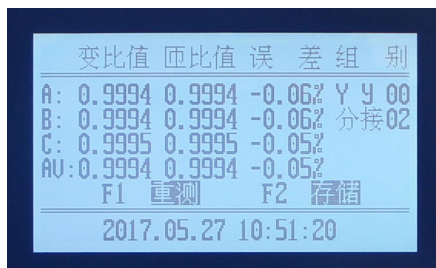 变比值 匝比值 误 差 组 别
A: 0.9994 0.9994 -0.06% Y y 00
B: 0.9994 0.9994 -0.06% 分接02
C: 0.9995 0.9995 -0.05%
AV:0.9994 0.9994 -0.05%
F1 重测 F2 存储
2017.05.27 10:51:20